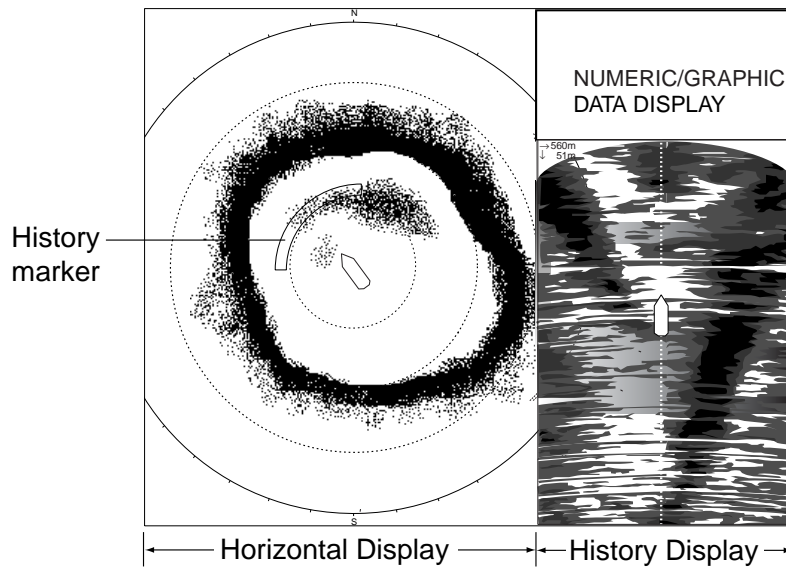 N
NUMERIC/GRAPHIC
DATA DISPLAY
→560m
↓ 51m
History
marker
S
Horizontal Display
History Display